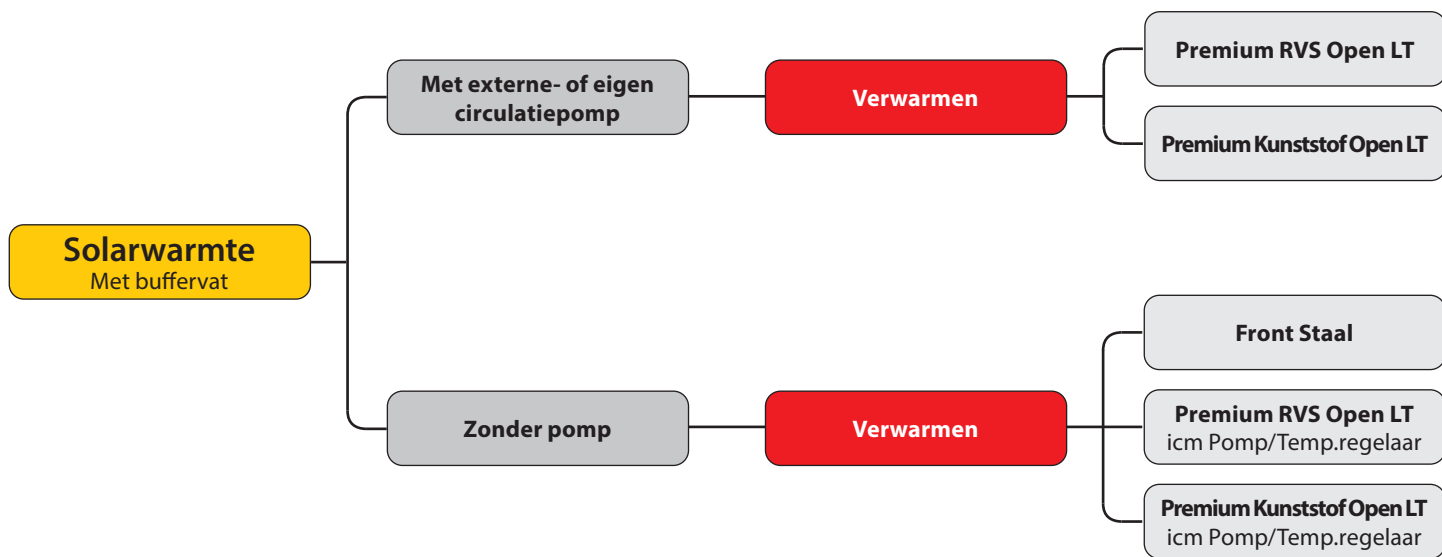 Solarwarmte
Met buffervat
Met externe- of eigen
circulatiepomp
Verwarmen
Premium RVS Open LT
Premium Kunststof Open LT
Zonder pomp
Verwarmen
Front Staal
Premium RVS Open LT
icm Pomp/Temp.regelaar
Premium Kunststof Open LT
icm Pomp/Temp.regelaar